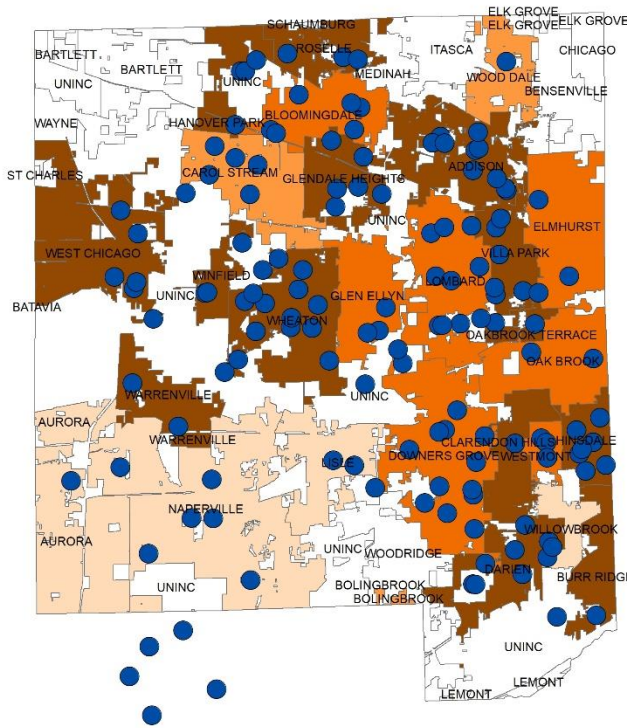 ELK GROVE
SCHAUMBURG
ELK GROVE
ELK GROVE
BARTLETT
ROSELLE
ITASCA
CHICAGO
BARTLETT
MEDINAH
UNINC
UNINC
WOOD DALE
BENSENVILLE
WAYNE
HANOVER PARK
BLOOMINGDALE
ADDISON
ST CHARLES
CAROL STREAM
GLENDALE HEIGHTS
UNINC
ELMHURST
WEST CHICAGO
VILLA PARK
WINFIELD
LOMBARD
BATAVIA
UNINC
GLEN ELLYN
WHEATON
OAKBROOK TERRACE
OAK BROOK
WARRENVILLE
UNINC
AURORA
WARRENVILLE
CLARENDON HILLS
HINSDALE
LISLE
DOWNERS GROVE
WESTMONT
NAPERVILLE
WILLOWBROOK
AURORA
UNINC
WOODRIDGE
DARIEN
BURR RIDGE
UNINC
BOLINGBROOK
BOLINGBROOK
UNINC
LEMONT
LEMONT